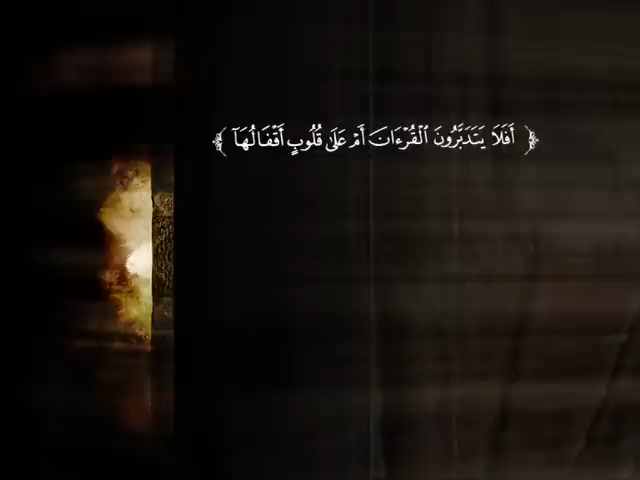 ﴿ أَفَلَا يَتَدَبَّرُونَ ٱلْقُرْءَانَ أَمْ عَلَىٰ قُلُوبٍ أَقْفَالُهَآ ﴾